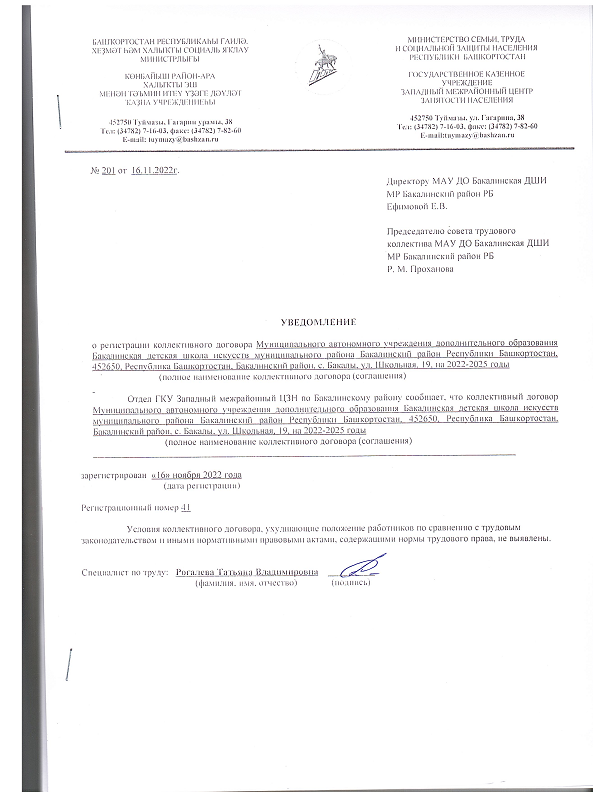 БАШҠОРТОСТАН РЕСПУБЛИКАҺЫ ҒАИЛӘ,
ХЕҘМӘТ ҺӘМ ХАЛЫҠТЫ СОЦИАЛЬ ЯҠЛАУ
МИНИСТРЛЫҒЫ
КӨНБАЙЫШ РАЙОН-АРА
ХАЛЫҠТЫ ЭШ
МЕНӘН ТӘЬМИН ИТЕҮ ҮҘӘГЕ ДӘҮЛӘТ
ҠАҘНА УЧРЕЖДЕНИЕҺЫ
452750 Туймазы, Гагарин урамы, 38
Тел: (34782) 7-16-03, факс: (34782) 7-82-60
E-mail: tuymazy@bashzan.ru
МИНИСТЕРСТВО СЕМЬИ, ТРУДА
И СОЦИАЛЬНОЙ ЗАЩИТЫ НАСЕЛЕНИЯ
РЕСПУБЛИКИ БАШКОРТОСТАН
ГОСУДАРСТВЕННОЕ КАЗЕННОЕ
УЧРЕЖДЕНИЕ
ЗАПАДНЫЙ МЕЖРАЙОННЫЙ ЦЕНТР
ЗАНЯТОСТИ НАСЕЛЕНИЯ
452750 Туймазы, ул. Гагарина, 38
Тел: (34782) 7-16-03, факс: (34782) 7-82-60
E-mail:tuymazy@bashzan.ru
№ 201 от 16.11.2022г.
Директору МАУ ДО Бакалинская ДШИ
МР Бакалинский район РБ
Ефимовой Е.В.
Председателю совета трудового
коллектива МАУ ДО Бакалинская ДШИ
МР Бакалинский район РБ
Р. М. Проханова
УВЕДОМЛЕНИЕ
о регистрации коллективного договора Муниципального автономного учреждения дополнительного образования
Бакалинская детская школа искусств муниципального района Бакалинский район Республики Башкортостан,
452650, Республика Башкортостан, Бакалинский район, с. Бакалы, ул. Школьная, 19, на 2022-2025 годы
(полное наименование коллективного договора (соглашения)
Отдел ГКУ Западный межрайонный ЦЗН по Бакалинскому району сообщает, что коллективный договор
Муниципального автономного учреждения дополнительного образования Бакалинская детская школа искусств
муниципального района Бакалинский район Республики Башкортостан, 452650, Республика Башкортостан,
Бакалинский район, с. Бакалы, ул. Школьная, 19, на 2022-2025 годы
(полное наименование коллективного договора (соглашения)
зарегистрирован «16» ноября 2022 года
(дата регистрации)
Регистрационный номер 41
Условия коллективного договора, ухудшающие положение работников по сравнению с трудовым
законодательством и иными нормативными правовыми актами, содержащими нормы трудового права, не выявлены.
Специалист по труду: Рогалева Татьяна Владимировна
(фамилия, имя, отчество) (подпись)